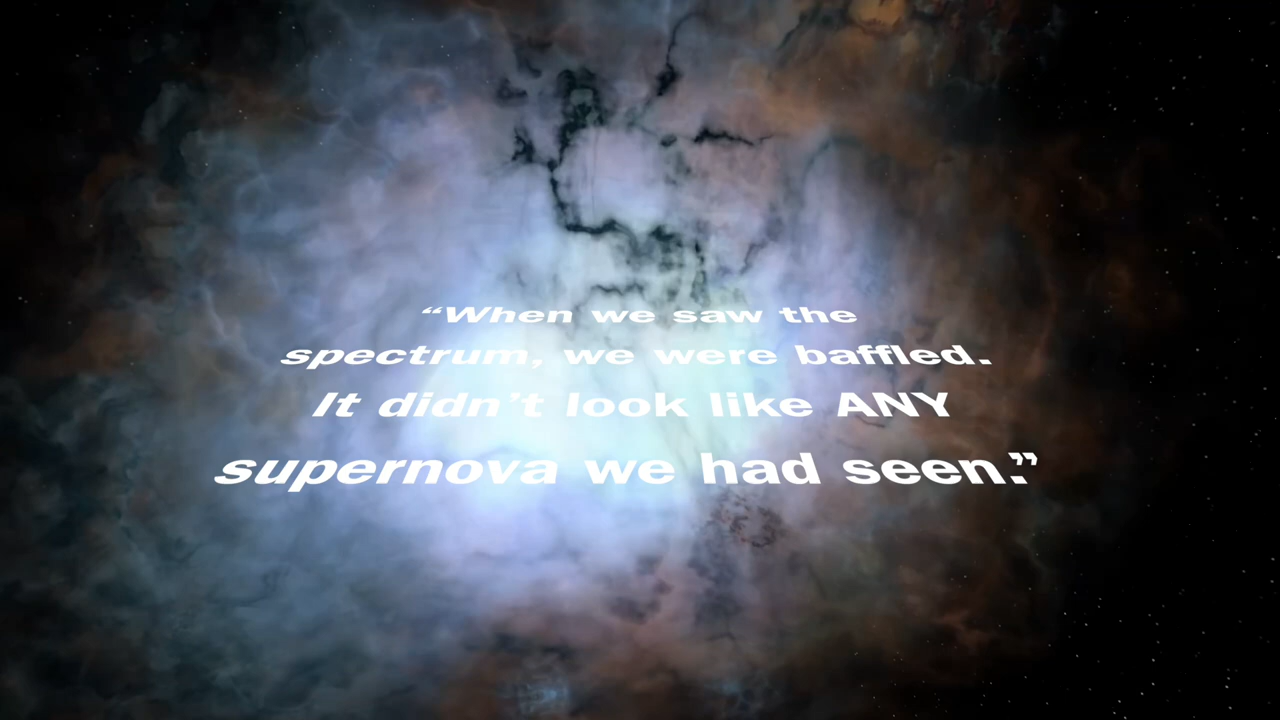 “When we saw the
spectrum, we were baffled.
It didn’t look like ANY
supernova we had seen.”